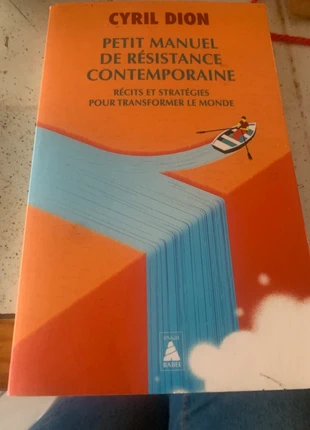 CYRIL DION
PETIT MANUEL
DE RÉSISTANCE
CONTEMPORAINE
RÉCITS ET STRATÉGIES
POUR TRANSFORMER LE MONDE
BABEL